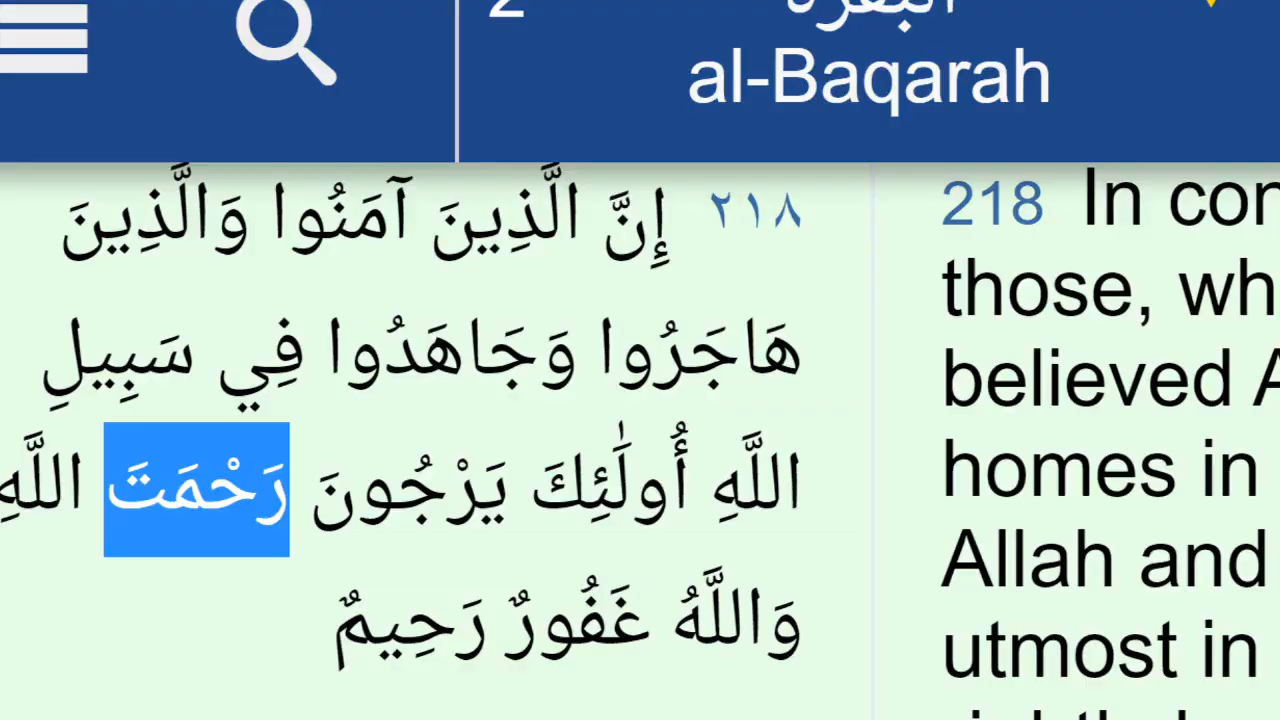 2
البقرة
al-Baqarah
٢١٨ إِنَّ الَّذِينَ آمَنُوا وَالَّذِينَ
هَاجَرُوا وَجَاهَدُوا فِي سَبِيلِ
اللَّهِ أُولَٰئِكَ يَرْجُونَ رَحْمَتَ اللَّهِ
وَاللَّهُ غَفُورٌ رَحِيمٌ
218 In con
those, wh
believed A
homes in
Allah and
utmost in